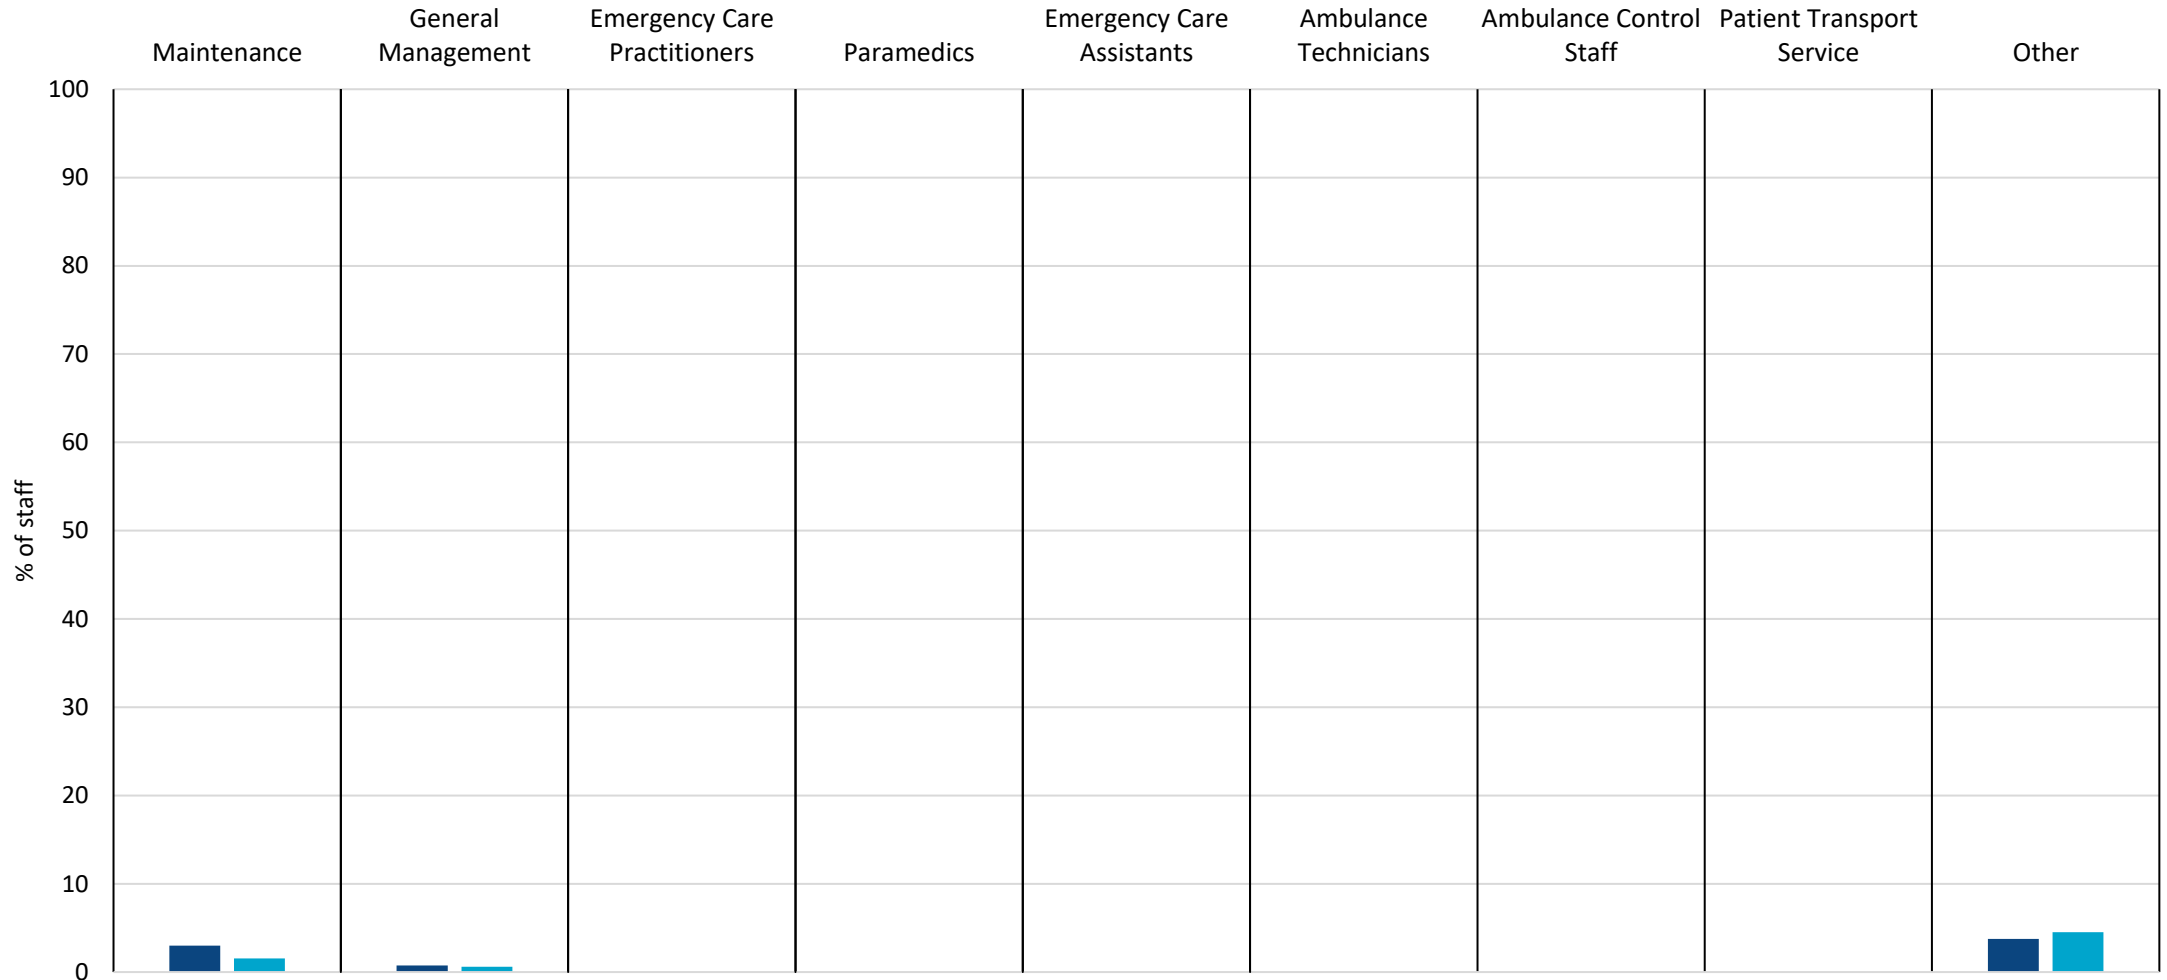 General
Emergency Care
Emergency Care
Ambulance
Ambulance Control
Patient Transport
Maintenance
Management
Practitioners
Paramedics
Assistants
Technicians
Staff
Service
Other
100
90
80
70
60
50
40
30
20
10
0
% of staff